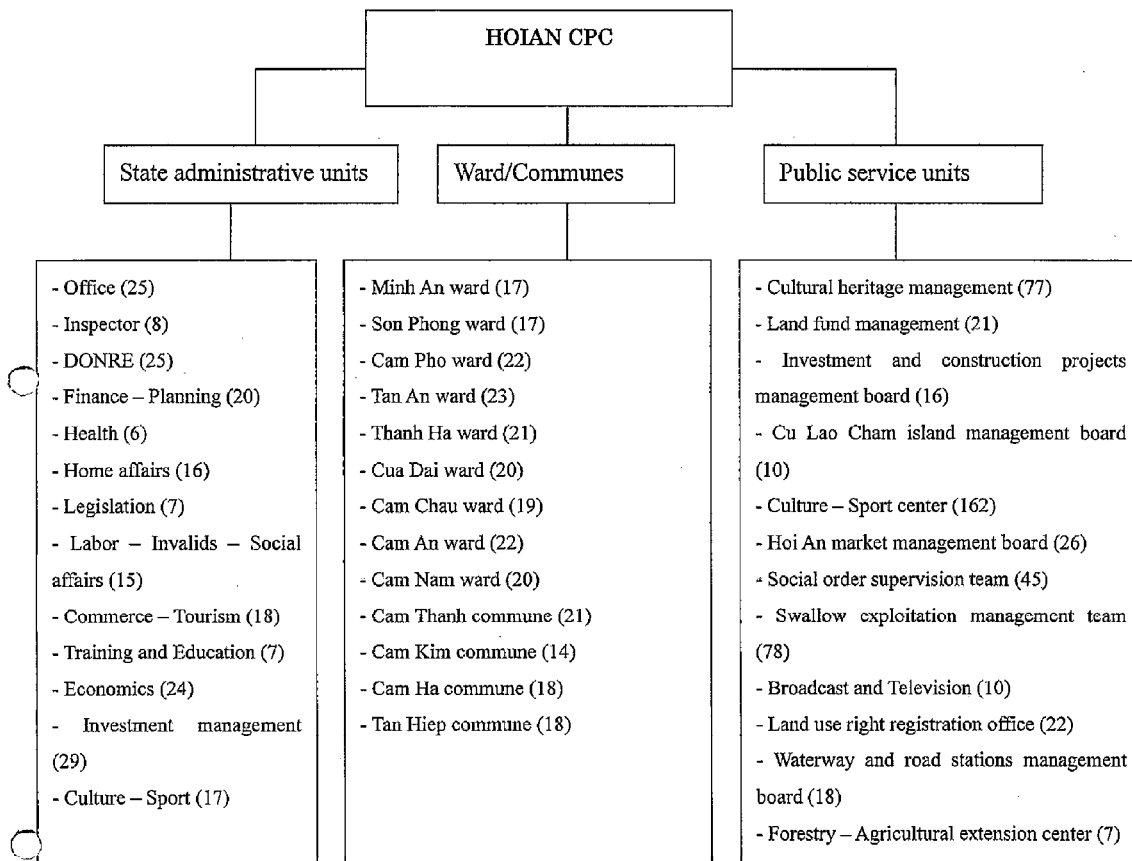 HOIAN CPC
State administrative units
Ward/Communes
Public service units
- Office (25)
- Inspector (8)
- DONRE (25)
- Finance – Planning (20)
- Health (6)
- Home affairs (16)
- Legislation (7)
- Labor – Invalids – Social
affairs (15)
- Commerce – Tourism (18)
- Training and Education (7)
- Economics (24)
- Investment management
(29)
- Culture – Sport (17)
- Minh An ward (17)
- Son Phong ward (17)
- Cam Pho ward (22)
- Tan An ward (23)
- Thanh Ha ward (21)
- Cua Dai ward (20)
- Cam Chau ward (19)
- Cam An ward (22)
- Cam Nam ward (20)
- Cam Thanh commune (21)
- Cam Kim commune (14)
- Cam Ha commune (18)
- Tan Hiep commune (18)
- Cultural heritage management (77)
- Land fund management (21)
- Investment and construction projects
management board (16)
- Cu Lao Cham island management board
(10)
- Culture – Sport center (162)
- Hoi An market management board (26)
- Social order supervision team (45)
- Swallow exploitation management team
(78)
- Broadcast and Television (10)
- Land use right registration office (22)
- Waterway and road stations management
board (18)
- Forestry – Agricultural extension center (7)